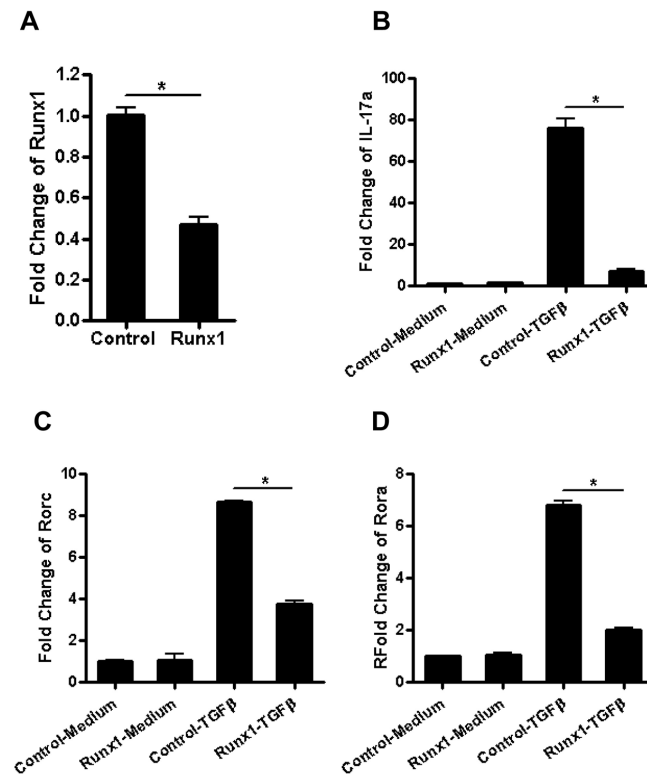 A
Fold Change of Runx1
1.2
1.0
0.8
0.6
0.4
0.2
0.0
*
Control
Runx1
B
Fold Change of IL-17a
100
80
60
40
20
0
*
Control-Medium
Runx1-Medium
Control-TGFβ
Runx1-TGFβ
C
Fold Change of Rorc
10
8
6
4
2
0
*
Control-Medium
Runx1-Medium
Control-TGFβ
Runx1-TGFβ
D
RFold Change of Rora
8
6
4
2
0
*
Control-Medium
Runx1-Medium
Control-TGFβ
Runx1-TGFβ